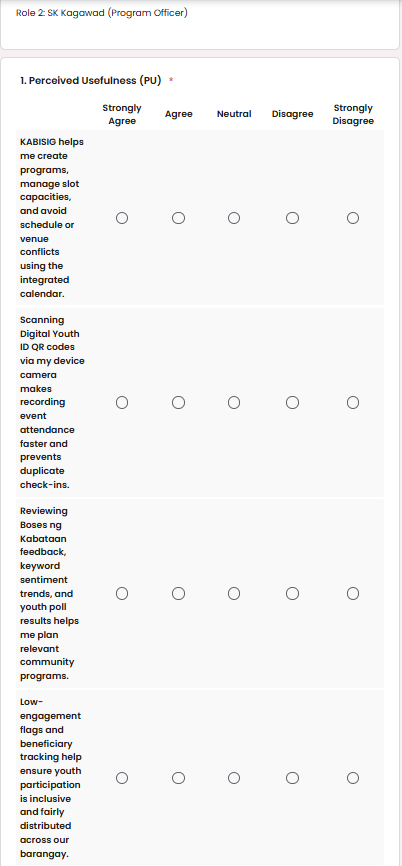 Role 2: SK Kagawad (Program Officer)
1. Perceived Usefulness (PU) *
Strongly Agree
Agree
Neutral
Disagree
Strongly Disagree
KABISIG helps
me create
programs,
manage slot
capacities,
and avoid
schedule or
venue
conflicts
using the
integrated
calendar.
Scanning
Digital Youth
ID QR codes
via my device
camera
makes
recording
event
attendance
faster and
prevents
duplicate
check-ins.
Reviewing
Boses ng
Kabataan
feedback,
keyword
sentiment
trends, and
youth poll
results helps
me plan
relevant
community
programs.
Low-
engagement
flags and
beneficiary
tracking help
ensure youth
participation
is inclusive
and fairly
distributed
across our
barangay.